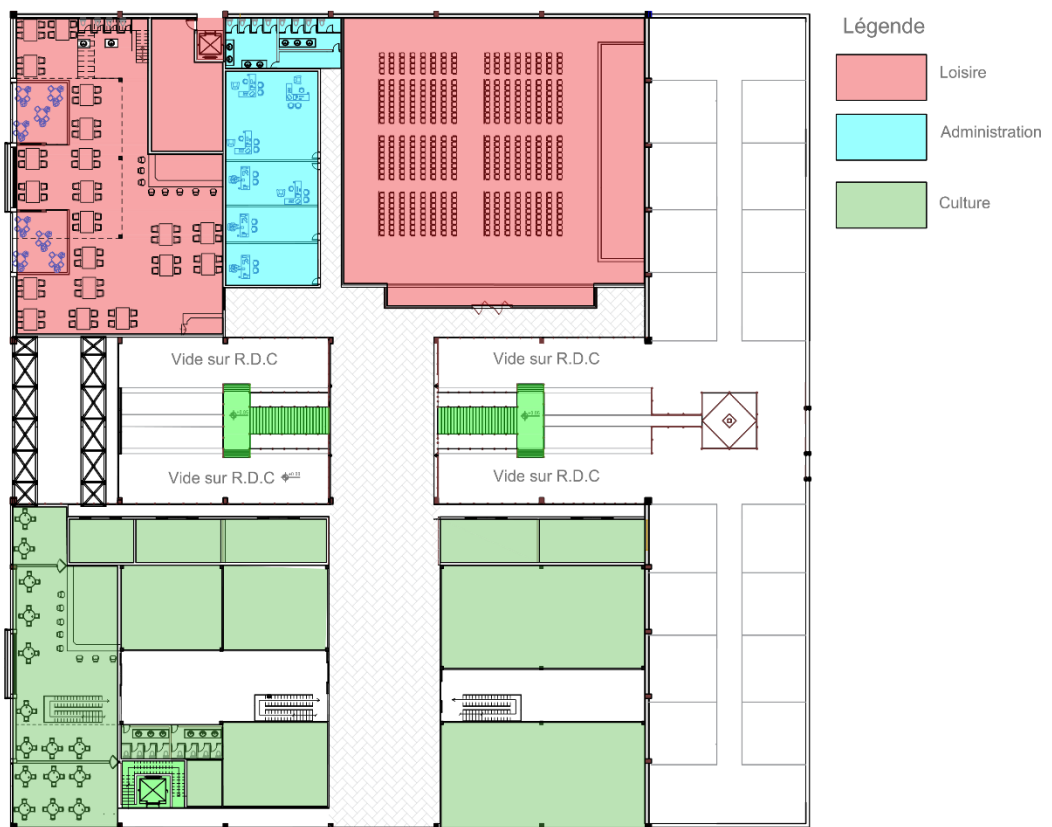 Légende
Loisire
Administration
Culture
Vide sur R.D.C
Vide sur R.D.C
Vide sur R.D.C
Vide sur R.D.C